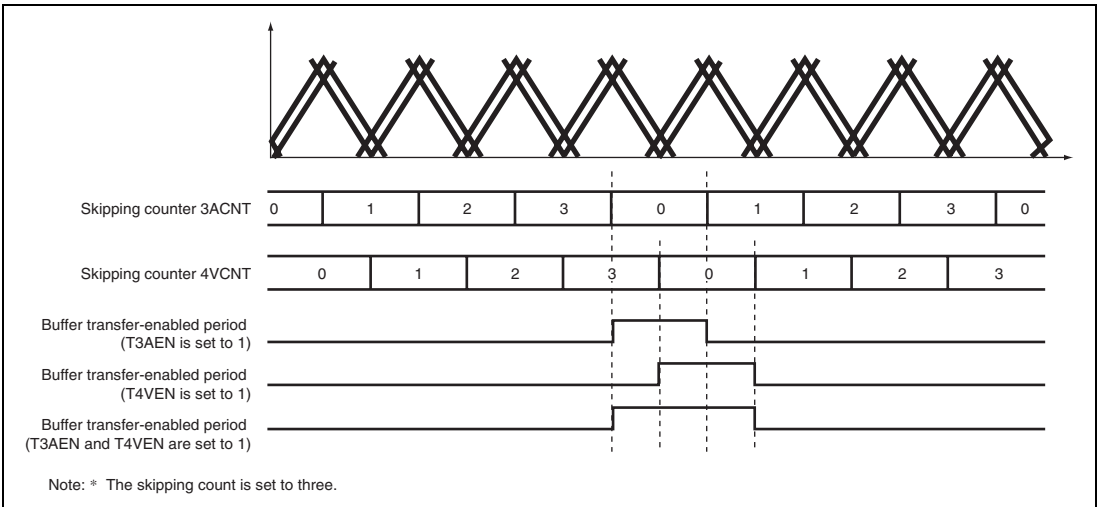 Skipping counter 3ACNT 0 1 2 3 0 1 2 3 0
Skipping counter 4VCNT 0 1 2 3 0 1 2 3
Buffer transfer-enabled period
(T3AEN is set to 1)
Buffer transfer-enabled period
(T4VEN is set to 1)
Buffer transfer-enabled period
(T3AEN and T4VEN are set to 1)
Note: * The skipping count is set to three.